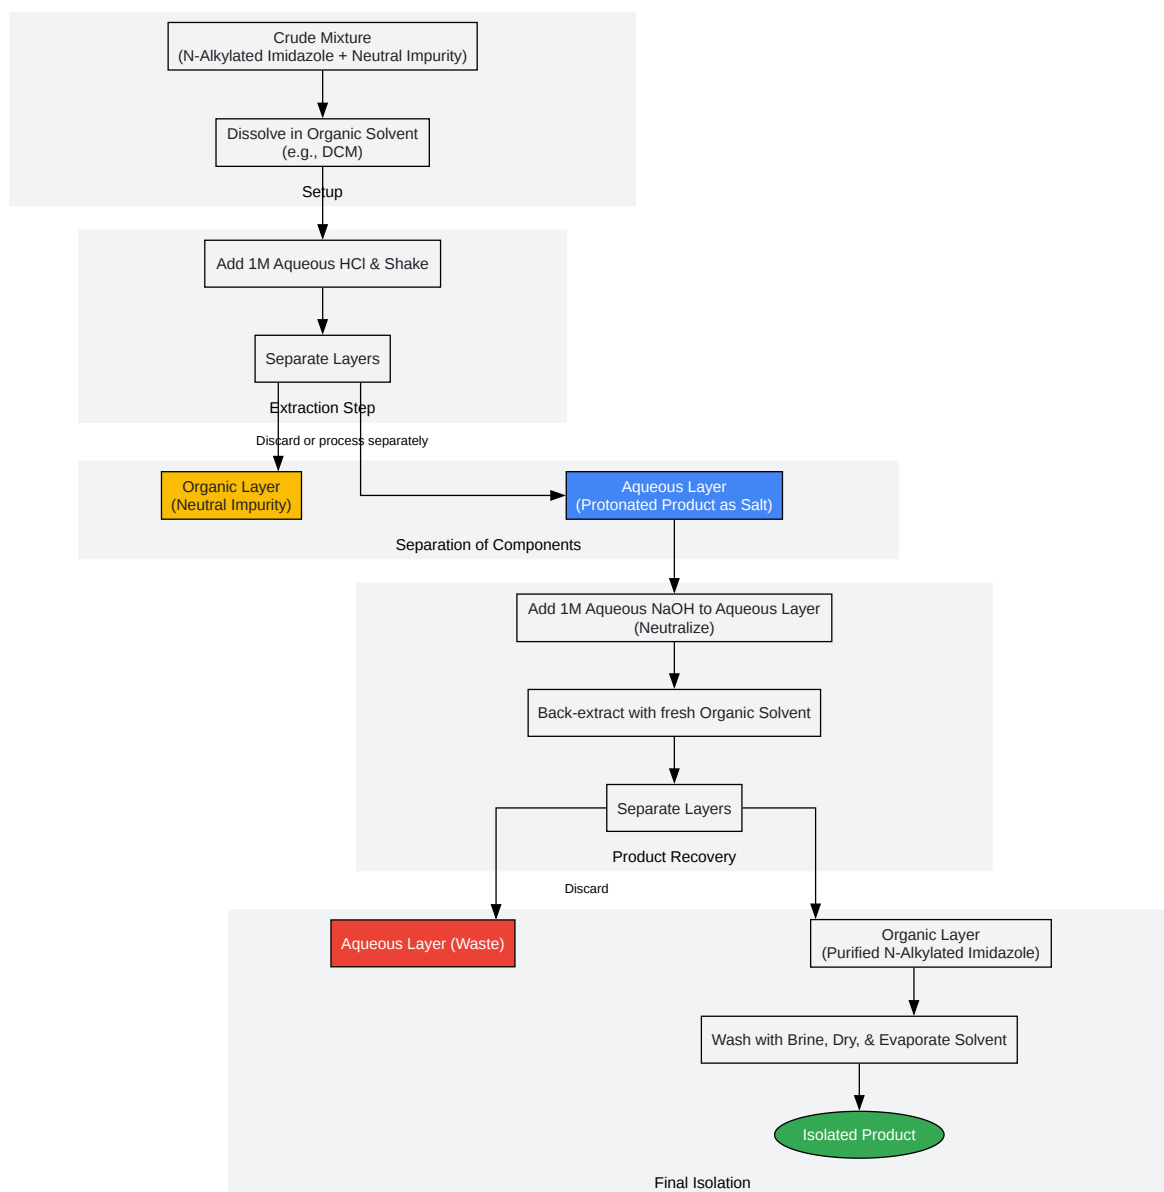 Crude Mixture
(N-Alkylated Imidazole + Neutral Impurity)
Dissolve in Organic Solvent
(e.g., DCM)
Setup
Add 1M Aqueous HCl & Shake
Separate Layers
Extraction Step
Discard or process separately
Organic Layer
(Neutral Impurity)
Aqueous Layer
(Protonated Product as Salt)
Separation of Components
Add 1M Aqueous NaOH to Aqueous Layer
(Neutralize)
Back-extract with fresh Organic Solvent
Separate Layers
Product Recovery
Discard
Aqueous Layer (Waste)
Organic Layer
(Purified N-Alkylated Imidazole)
Wash with Brine, Dry, & Evaporate Solvent
Isolated Product
Final Isolation